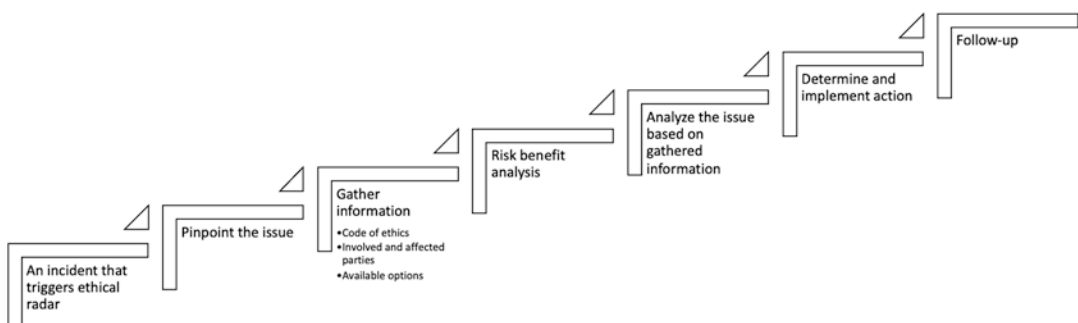 An incident that
triggers ethical
radar
Pinpoint the issue
Gather
information
•Code of ethics
•Involved and affected
parties
•Available options
Risk benefit
analysis
Analyze the issue
based on
gathered
information
Determine and
implement action
Follow-up